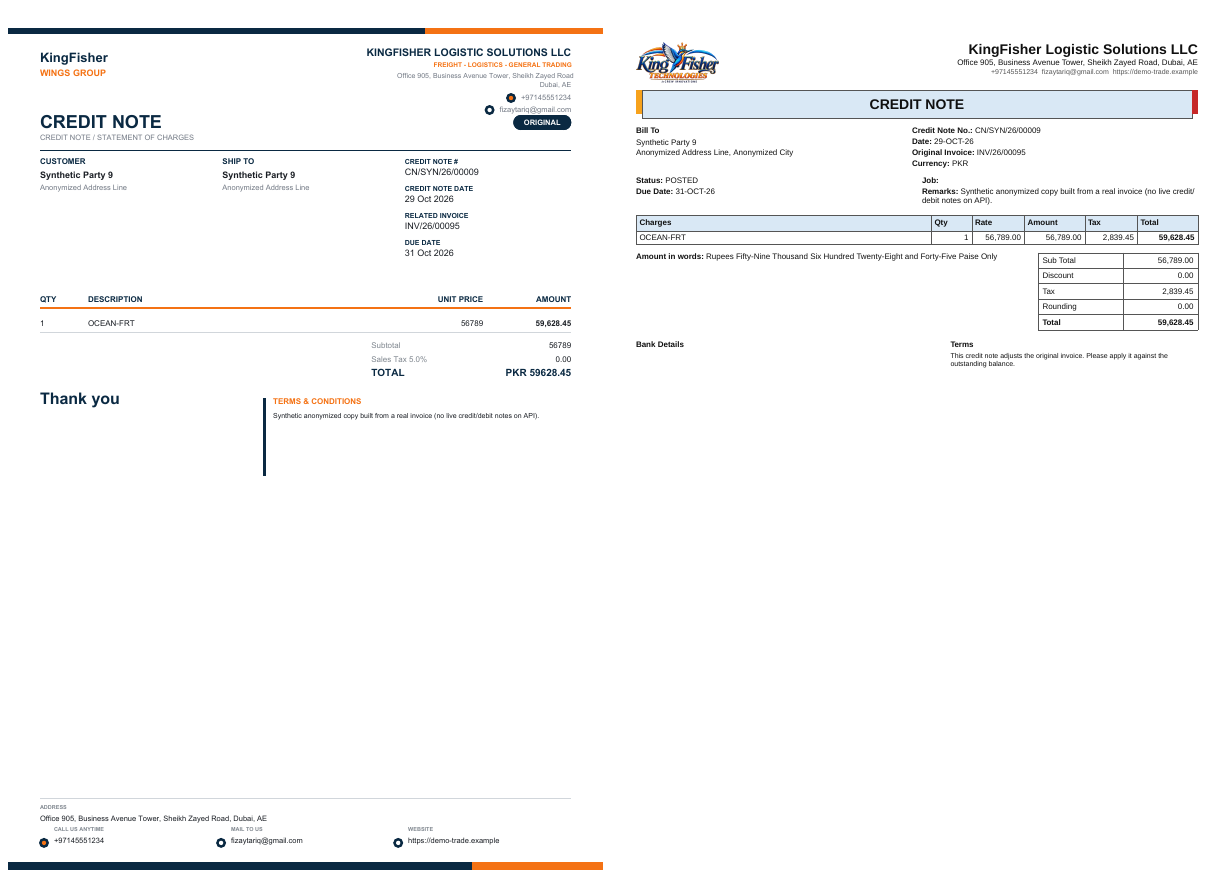 KingFisher
WINGS GROUP
KINGFISHER LOGISTIC SOLUTIONS LLC
FREIGHT - LOGISTICS - GENERAL TRADING
Office 905, Business Avenue Tower, Sheikh Zayed Road
Dubai, AE
+97145551234
fizaytariq@gmail.com
CREDIT NOTE
ORIGINAL
CREDIT NOTE / STATEMENT OF CHARGES
CUSTOMER
Synthetic Party 9
Anonymized Address Line
SHIP TO
Synthetic Party 9
Anonymized Address Line
CREDIT NOTE #
CN/SYN/26/00009
CREDIT NOTE DATE
29 Oct 2026
RELATED INVOICE
INV/26/00095
DUE DATE
31 Oct 2026
QTY DESCRIPTION UNIT PRICE AMOUNT
1 OCEAN-FRT 56789 59,628.45
Subtotal 56789
Sales Tax 5.0% 0.00
TOTAL PKR 59628.45
Thank you
TERMS & CONDITIONS
Synthetic anonymized copy built from a real invoice (no live credit/debit notes on API).
ADDRESS
Office 905, Business Avenue Tower, Sheikh Zayed Road, Dubai, AE
CALL US ANYTIME
+97145551234
MAIL TO US
fizaytariq@gmail.com
WEBSITE
https://demo-trade.example
King Fisher
TECHNOLOGIES
KingFisher Logistic Solutions LLC
Office 905, Business Avenue Tower, Sheikh Zayed Road, Dubai, AE
+97145551234 fizaytariq@gmail.com https://demo-trade.example
CREDIT NOTE
Bill To
Synthetic Party 9
Anonymized Address Line, Anonymized City
Credit Note No.: CN/SYN/26/00009
Date: 29-OCT-26
Original Invoice: INV/26/00095
Currency: PKR
Status: POSTED
Due Date: 31-OCT-26
Job:
Remarks: Synthetic anonymized copy built from a real invoice (no live credit/
debit notes on API).
Charges Qty Rate Amount Tax Total
OCEAN-FRT 1 56,789.00 56,789.00 2,839.45 59,628.45
Amount in words: Rupees Fifty-Nine Thousand Six Hundred Twenty-Eight and Forty-Five Paise Only
Sub Total 56,789.00
Discount 0.00
Tax 2,839.45
Rounding 0.00
Total 59,628.45
Bank Details
Terms
This credit note adjusts the original invoice. Please apply it against the
outstanding balance.